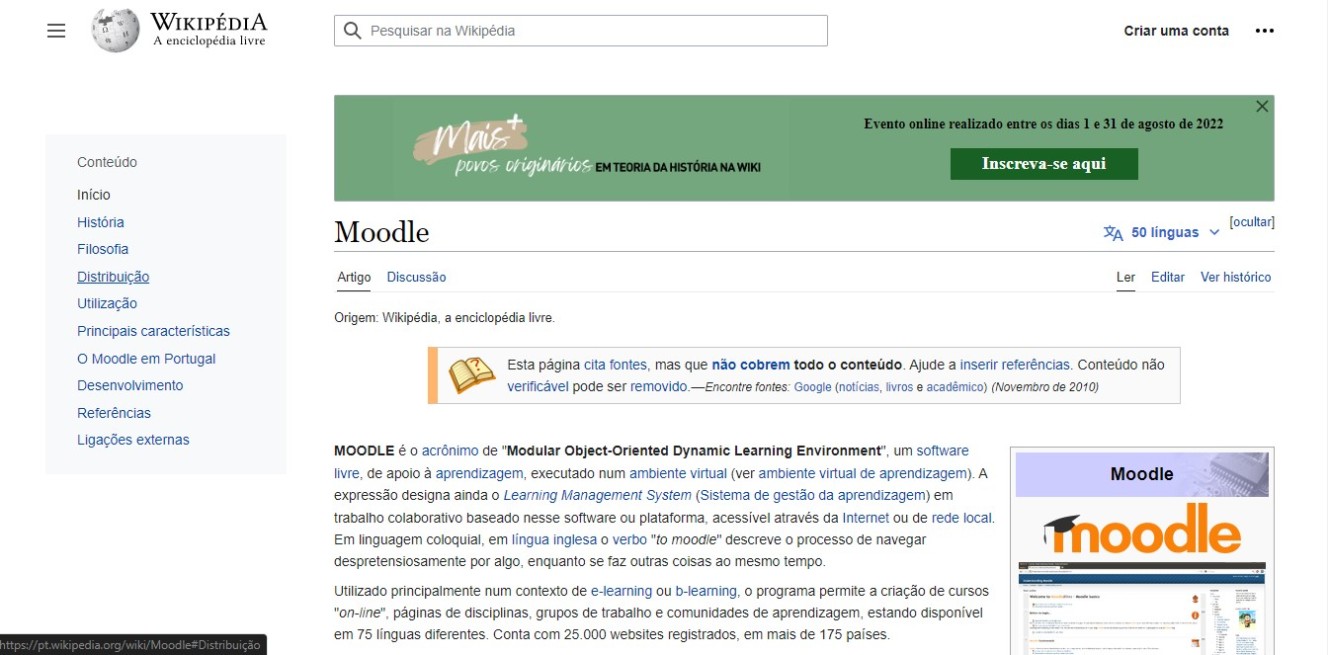 WIKIPÉDIA
A enciclopédia livre
Pesquisar na Wikipédia
Criar uma conta
Mais+
povos originários EM TEORIA DA HISTÓRIA NA WIKI
Evento online realizado entre os dias 1 e 31 de agosto de 2022
Inscreva-se aqui
[ocultar]
Conteúdo
Início
História
Filosofia
Distribuição
Utilização
Principais características
O Moodle em Portugal
Desenvolvimento
Referências
Ligações externas
Moodle
50 línguas
Artigo Discussão
Ler Editar Ver histórico
Origem: Wikipédia, a enciclopédia livre.
Esta página cita fontes, mas que não cobrem todo o conteúdo. Ajude a inserir referências. Conteúdo não
verificável pode ser removido.—Encontre fontes: Google (notícias, livros e acadêmico) (Novembro de 2010)
MOODLE é o acrônimo de "Modular Object-Oriented Dynamic Learning Environment", um software
livre, de apoio à aprendizagem, executado num ambiente virtual (ver ambiente virtual de aprendizagem). A
expressão designa ainda o Learning Management System (Sistema de gestão da aprendizagem) em
trabalho colaborativo baseado nesse software ou plataforma, acessível através da Internet ou de rede local.
Em linguagem coloquial, em língua inglesa o verbo "to moodle" descreve o processo de navegar
despretensiosamente por algo, enquanto se faz outras coisas ao mesmo tempo.
Utilizado principalmente num contexto de e-learning ou b-learning, o programa permite a criação de cursos
"on-line", páginas de disciplinas, grupos de trabalho e comunidades de aprendizagem, estando disponível
em 75 línguas diferentes. Conta com 25.000 websites registrados, em mais de 175 países.
Moodle
moodle
https://pt.wikipedia.org/wiki/Moodle#Distribuição